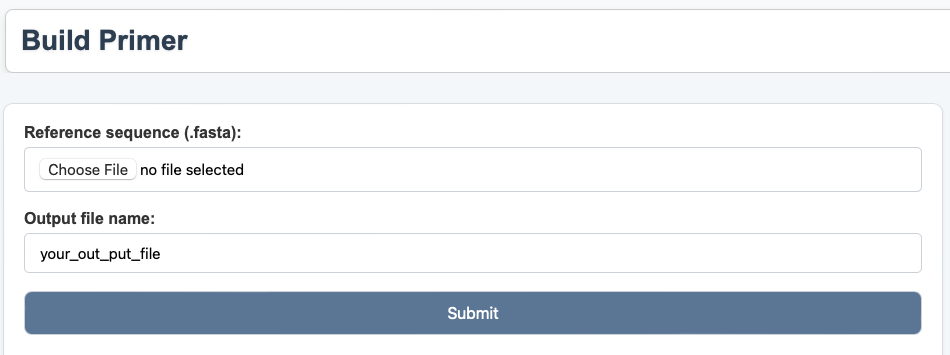 Build Primer
Reference sequence (.fasta):
Choose File no file selected
Output file name:
your_out_put_file
Submit